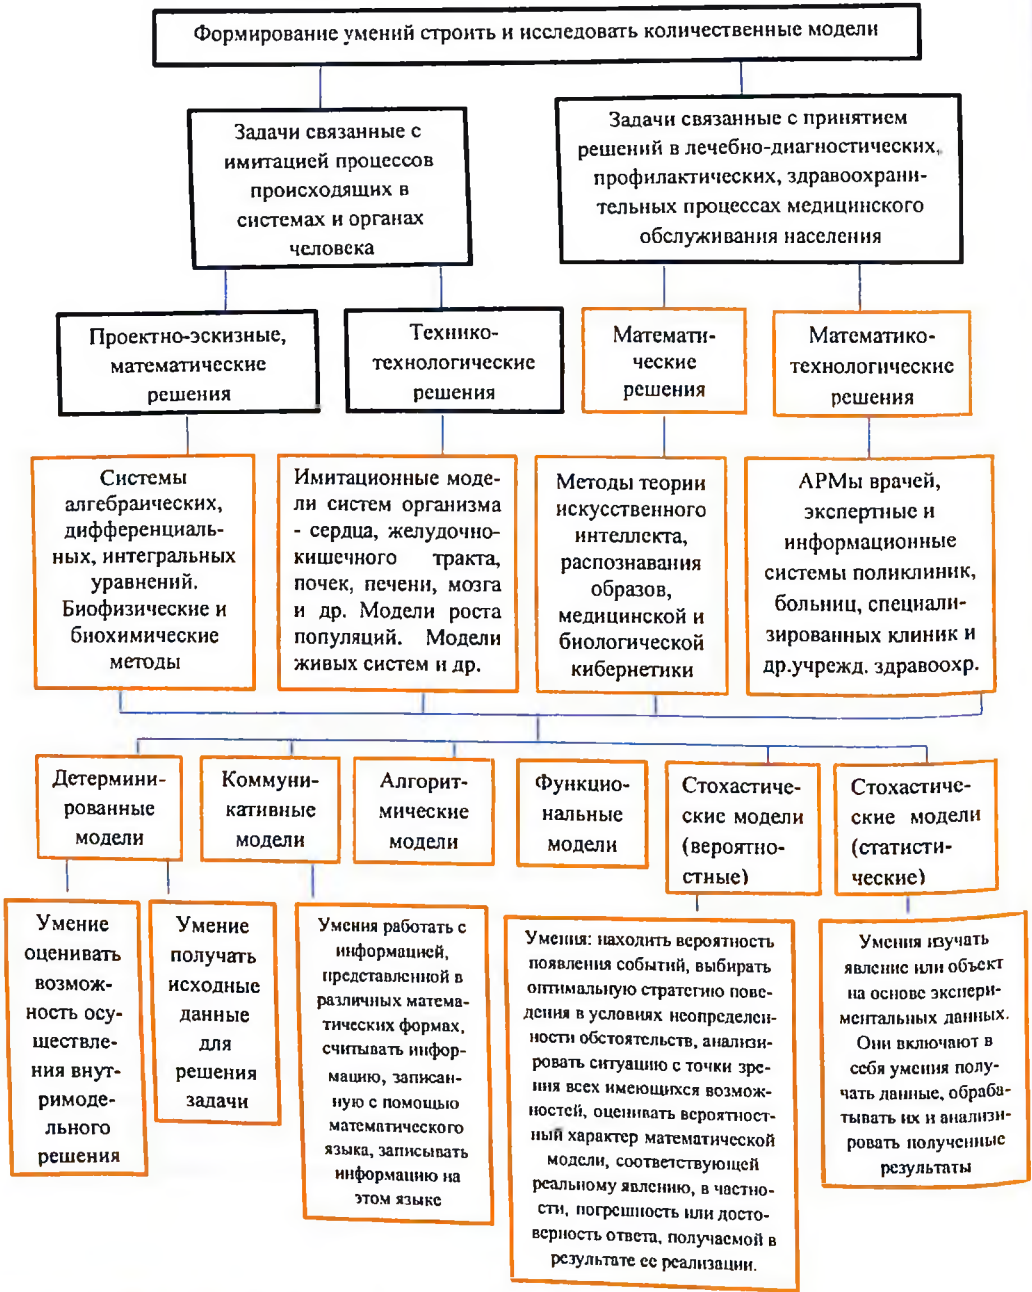 Формирование умений строить и исследовать количественные модели
Задачи связанные с
имитацией процессов
происходящих в
системах и органах
человека
Задачи связанные с принятием
решений в лечебно-диагностических,
профилактических, здравоохрани-
тельных процессах медицинского
обслуживания населения
Проектно-эскизные,
математические
решения
Технико-
технологические
решения
Математи-
ческие
решения
Математико-
технологические
решения
Системы
алгебраических,
дифференциаль-
ных, интегральных
уравнений.
Биофизические и
биохимические
методы
Имитационные моде-
ли систем организма
- сердца, желудочно-
кишечного тракта,
почек, печени, мозга
и др. Модели роста
популяций. Модели
живых систем и др.
Методы теории
искусственного
интеллекта,
распознавания
образов,
медицинской и
биологической
кибернетики
АРМы врачей,
экспертные и
информационные
системы поликлиник,
больниц, специали-
зированных клиник и
др.учрежд. здравоохр.
Детермини-
рованные
модели
Коммуни-
кативные
модели
Алгорит-
мические
модели
Функцио-
нальные
модели
Стохастиче-
ские модели
(вероятно-
стные)
Стохастиче-
ские модели
(статисти-
ческие)
Умение
оценивать
возмож-
ность осу-
ществле-
ния внут-
римоде-
льного
решения
Умение
получать
исходные
данные
для
решения
задачи
Умения работать с
информацией,
представленной в
различных матема-
тических формах,
считывать инфор-
мацию, записан-
ную с помощью
математического
языка, записывать
информацию на
этом языке
Умения: находить вероятность
появления событий, выбирать
оптимальную стратегию пове-
дения в условиях неопределен-
ности обстоятельств, анализи-
ровать ситуацию с точки зре-
ния всех имеющихся возмож-
ностей, оценивать вероятност-
ный характер математической
модели, соответствующей
реальному явлению, в частно-
сти, погрешность или досто-
верность ответа, получаемой в
результате ее реализации.
Умения изучать
явление или объект
на основе экспери-
ментальных данных.
Они включают в
себя умения полу-
чать данные, обраба-
тывать их и анализи-
ровать полученные
результаты